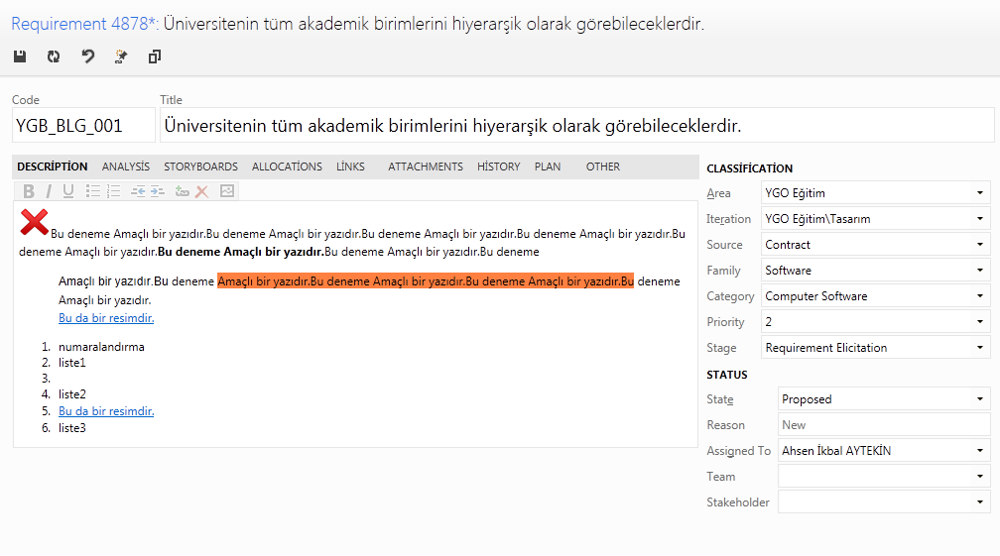 Requirement 4878*: Üniversitenin tüm akademik birimlerini hiyerarşik olarak görebileceklerdir.
Code Title
YGB_BLG_001 Üniversitenin tüm akademik birimlerini hiyerarşik olarak görebileceklerdir.
DESCRİPTİON ANALYSİS STORYBOARDS ALLOCATİONS LİNKS ATTACHMENTS HİSTORY PLAN OTHER
B I U
Bu deneme Amaçlı bir yazıdır.Bu deneme Amaçlı bir yazıdır.Bu deneme Amaçlı bir yazıdır.Bu deneme Amaçlı bir yazıdır.Bu
deneme Amaçlı bir yazıdır.Bu deneme Amaçlı bir yazıdır.Bu deneme Amaçlı bir yazıdır.Bu deneme
Amaçlı bir yazıdır.Bu deneme Amaçlı bir yazıdır.Bu deneme Amaçlı bir yazıdır.Bu deneme Amaçlı bir yazıdır.Bu deneme
Amaçlı bir yazıdır.
Bu da bir resimdir.
1. numaralandırma
2. liste1
3.
4. liste2
5. Bu da bir resimdir.
6. liste3
CLASSİFİCATİON
Area YGO Eğitim
Iteration YGO Eğitim\Tasarım
Source Contract
Family Software
Category Computer Software
Priority 2
Stage Requirement Elicitation
STATUS
State Proposed
Reason New
Assigned To Ahsen İkbal AYTEKİN
Team
Stakeholder